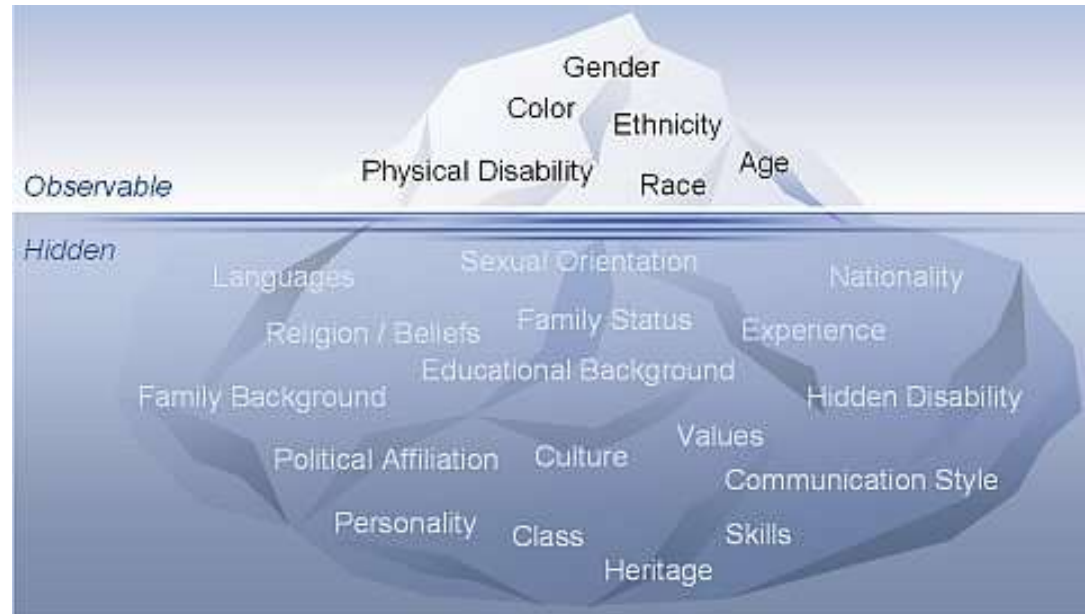 Gender
Color
Ethnicity
Physical Disability
Race
Age
Observable
Hidden
Languages
Sexual Orientation
Nationality
Religion / Beliefs
Family Status
Experience
Educational Background
Family Background
Hidden Disability
Political Affiliation
Culture
Values
Communication Style
Personality
Class
Skills
Heritage